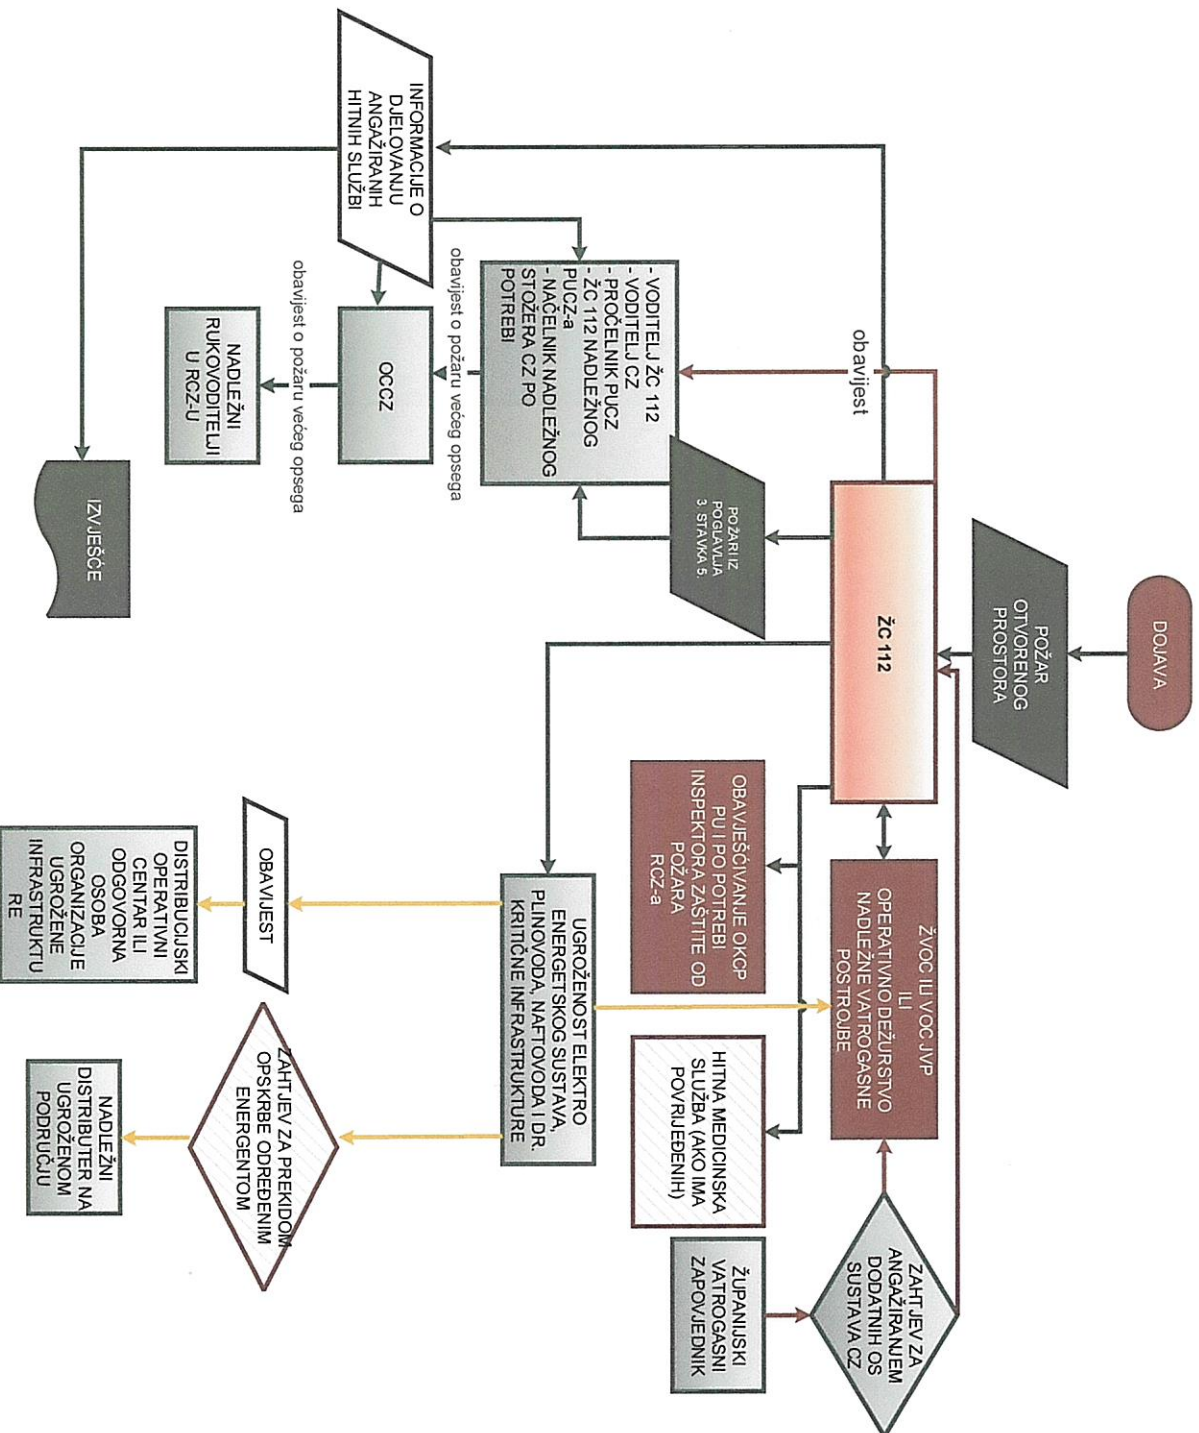 DOJAVA
POŽAR
OTVORENOG
PROSTORA
ŽC 112
obavijest
ŽVOC ILI VOC JVP
ILI
OPERATIVNO DEŽURSTVO
NADLEŽNE VATROGASNE
POSTROJBE
ZAHTJEV ZA
ANGAŽIRANJEM
DODATNIH OS
SUSTAVA CZ
POŽARI IZ
POGLAVLJA
3. STAVKA 5.
OBAVJEŠĆIVANJE OKCP
PU I PO POTREBI
INSPEKTORA ZAŠTITE OD
POŽARA
RCZ-a
HITNA MEDICINSKA
SLUŽBA (AKO IMA
POVRIJEĐENIH)
ŽUPANIJSKI
VATROGASNI
ZAPOVJEDNIK
- VODITELJ ŽC 112
- VODITELJ CZ
- PROČELNIK PUCZ
- ŽC 112 NADLEŽNOG
PUCZ-a
- NAČELNIK NADLEŽNOG
STOŽERA CZ PO
POTREBI
INFORMACIJE O
DJELOVANJU
ANGAŽIRANIH
HITNIH SLUŽBI
obavijest o požaru većeg opsega
OCCZ
obavijest o požaru većeg opsega
NADLEŽNI
RUKOVODITELJI
U RCZ-U
IZVJEŠĆE
UGROŽENOST ELEKTRO
ENERGETSKOG SUSTAVA,
PLINOVODA, NAFTOVODA I DR.
KRITIČNE INFRASTRUKTURE
OBAVIJEST
ZAHTJEV ZA PREKIDOM
OPSKRBE ODREĐENIM
ENERGENTOM
DISTRIBUCIJSKI
OPERATIVNI
CENTAR ILI
ODGOVORNA
OSOBA
ORGANIZACIJE
UGROŽENE
INFRASTRUKTU
RE
NADLEŽNI
DISTRIBUTER NA
UGROŽENOM
PODRUČJU